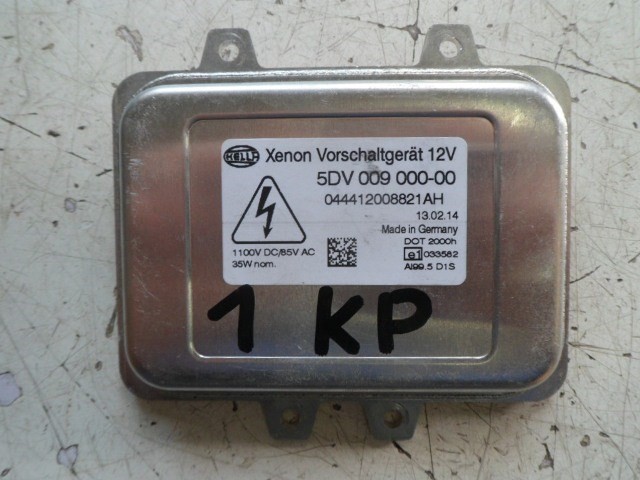 HELLA
Xenon Vorschaltgerät 12V
5DV 009 000-00
044412008821AH
13.02.14
Made in Germany
DOT 2000h
e1 033562
AI99.5 D1S
1100V DC/85V AC
35W nom.
1 KP